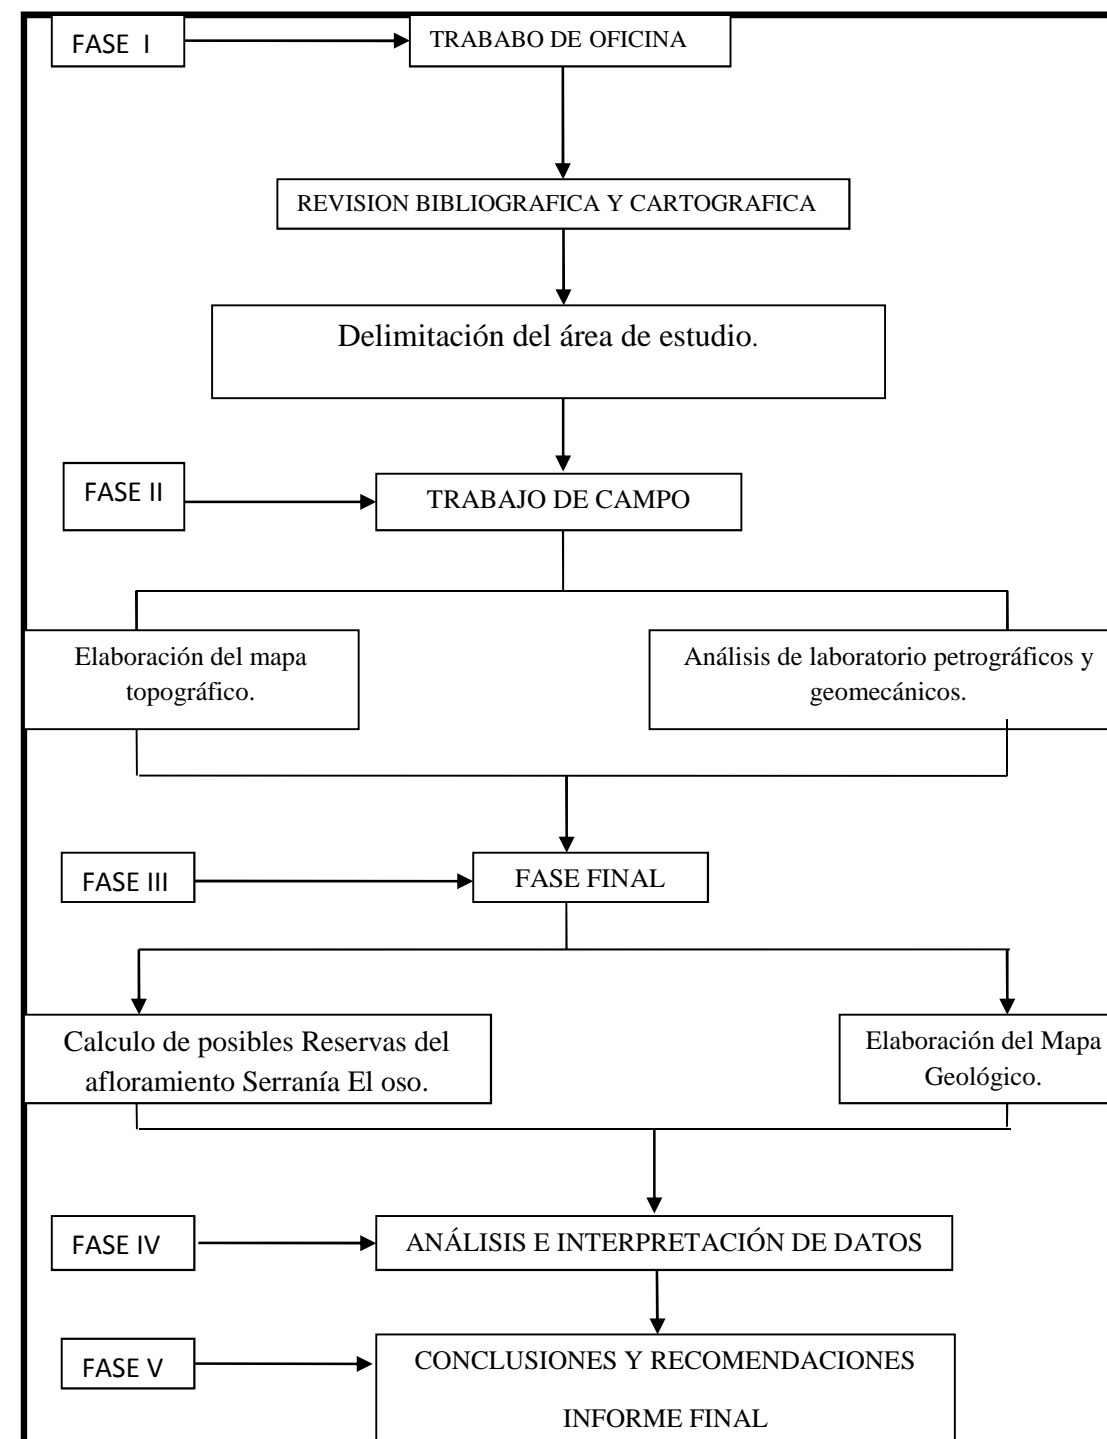 FASE I
TRABABO DE OFICINA
REVISION BIBLIOGRAFICA Y CARTOGRAFICA
Delimitación del área de estudio.
FASE II
TRABAJO DE CAMPO
Elaboración del mapa
topográfico.
Análisis de laboratorio petrográficos y
geomecánicos.
FASE III
FASE FINAL
Calculo de posibles Reservas del
afloramiento Serranía El oso.
Elaboración del Mapa
Geológico.
FASE IV
ANÁLISIS E INTERPRETACIÓN DE DATOS
FASE V
CONCLUSIONES Y RECOMENDACIONES
INFORME FINAL